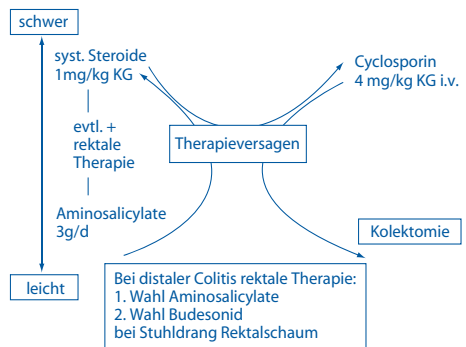 schwer
syst. Steroide
1mg/kg KG
evtl. +
rektale
Therapie
Aminosalicylate
3g/d
leicht
Therapieversagen
Cyclosporin
4 mg/kg KG i.v.
Kolektomie
Bei distaler Colitis rektale Therapie:
1. Wahl Aminosalicylate
2. Wahl Budesonid
bei Stuhldrang Rektalschaum